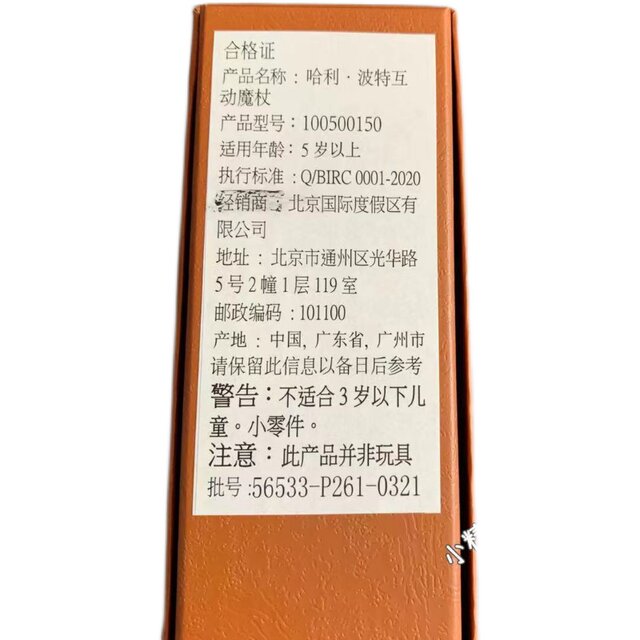 合格证
产品名称：哈利·波特互
动魔杖
产品型号：100500150
适用年龄：5 岁以上
执行标准：Q/BIRC 0001-2020
经销商：北京国际度假区有
限公司
地址：北京市通州区光华路
5 号 2 幢 1 层 119 室
邮政编码：101100
产地：中国, 广东省, 广州市
请保留此信息以备日后参考
警告：不适合 3 岁以下儿
童。小零件。
注意：此产品并非玩具
批号:56533-P261-0321
小